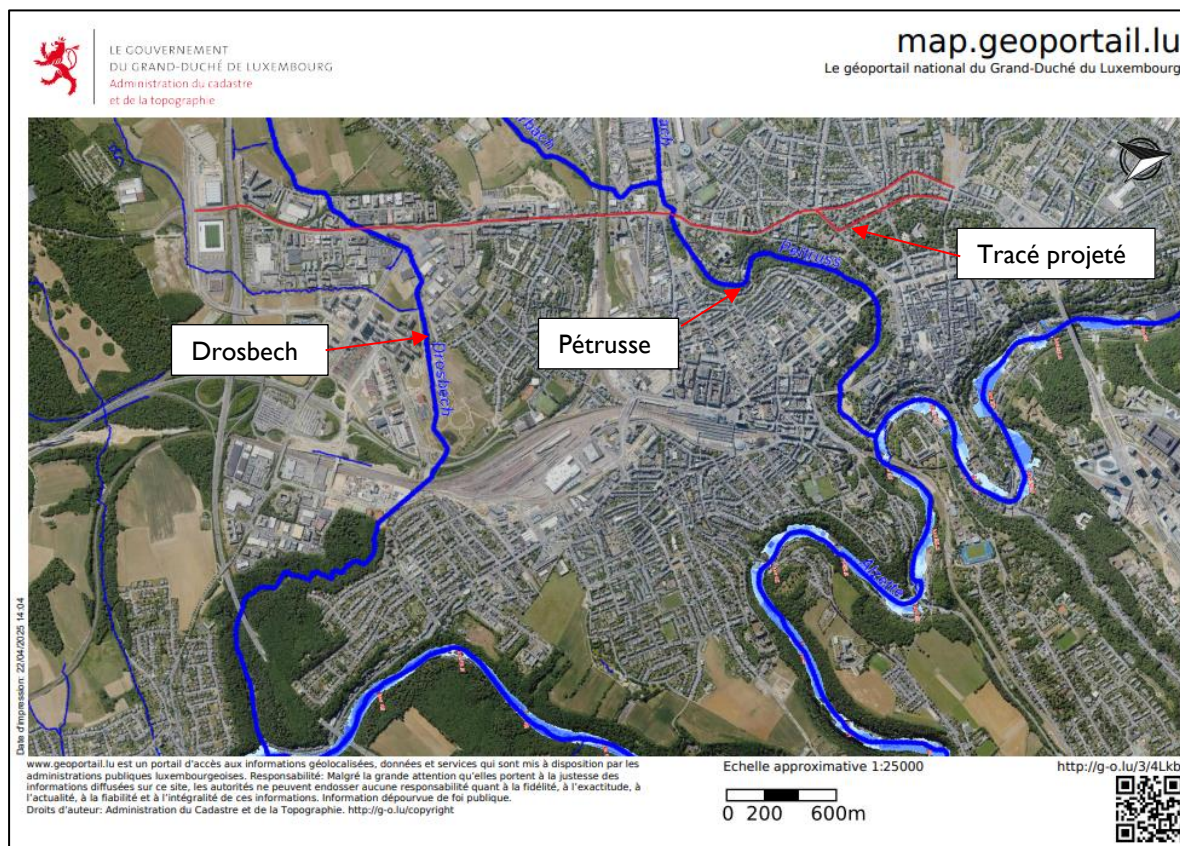 LE GOUVERNEMENT
DU GRAND-DUCHÉ DE LUXEMBOURG
Administration du cadastre
et de la topographie
map.geoportail.lu
Le géoportail national du Grand-Duché du Luxembourg
Tracé projeté
Petruss
Pétrusse
Drosbech
Drosbech
Alzette
Date d'impression: 22/04/2025 14:04
www.geoportail.lu est un portail d'accès aux informations géolocalisées, données et services qui sont mis à disposition par les
administrations publiques luxembourgeoises. Responsabilité: Malgré la grande attention qu'elles portent à la justesse des
informations diffusées sur ce site, les autorités ne peuvent endosser aucune responsabilité quant à la fidélité, à l'exactitude, à
l'actualité, à la fiabilité et à l'intégralité de ces informations. Information dépourvue de foi publique.
Droits d'auteur: Administration du Cadastre et de la Topographie. http://g-o.lu/copyright
Echelle approximative 1:25000
0 200 600m
http://g-o.lu/3/4Lkb